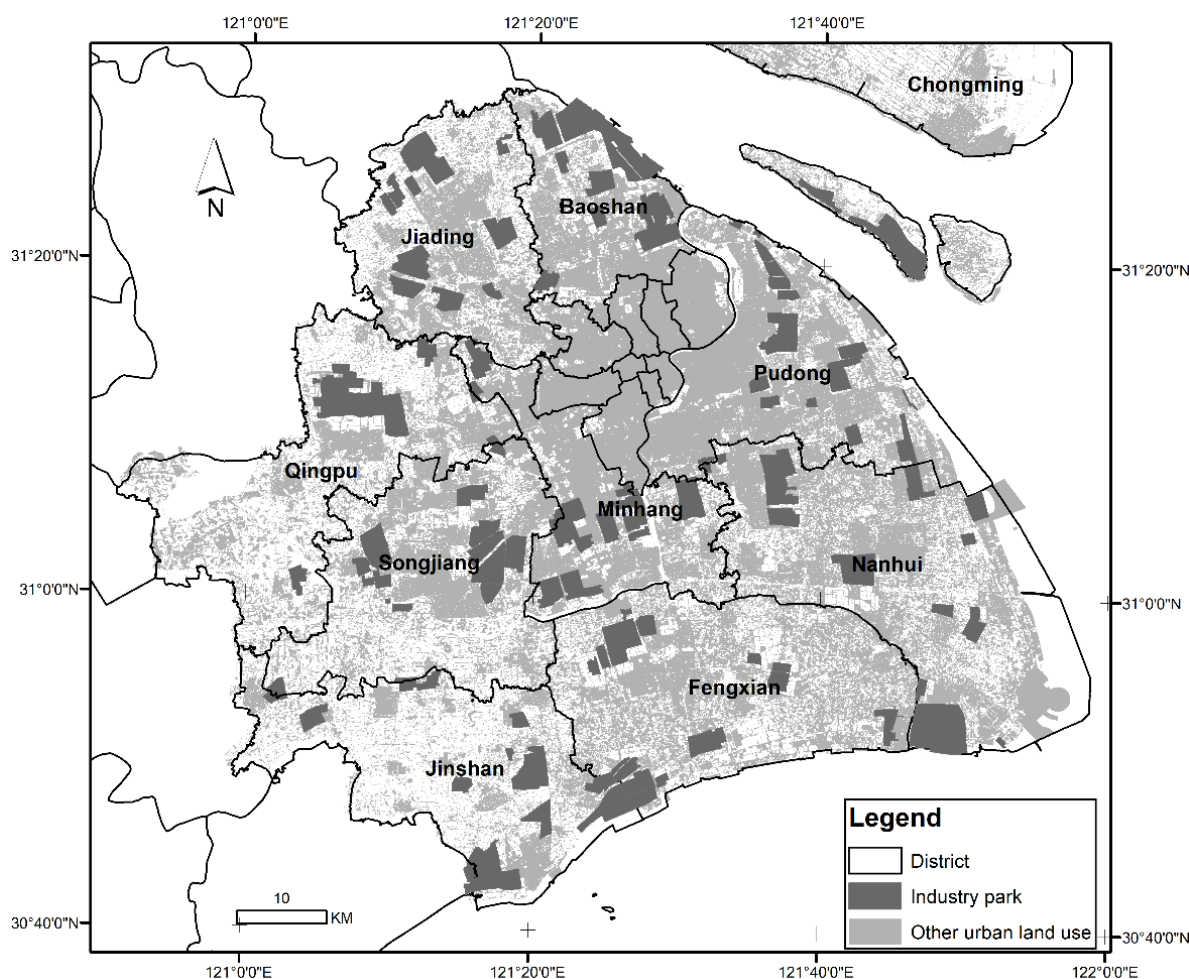 121°0'0"E
121°20'0"E
121°40'0"E
Chongming
N
Baoshan
Jiading
31°20'0"N
31°20'0"N
Pudong
Qingpu
Minhang
Songjiang
Nanhui
31°0'0"N
31°0'0"N
Fengxian
Jinshan
Legend
District
Industry park
Other urban land use
10
KM
30°40'0"N
30°40'0"N
121°0'0"E
121°20'0"E
121°40'0"E
122°0'0"E